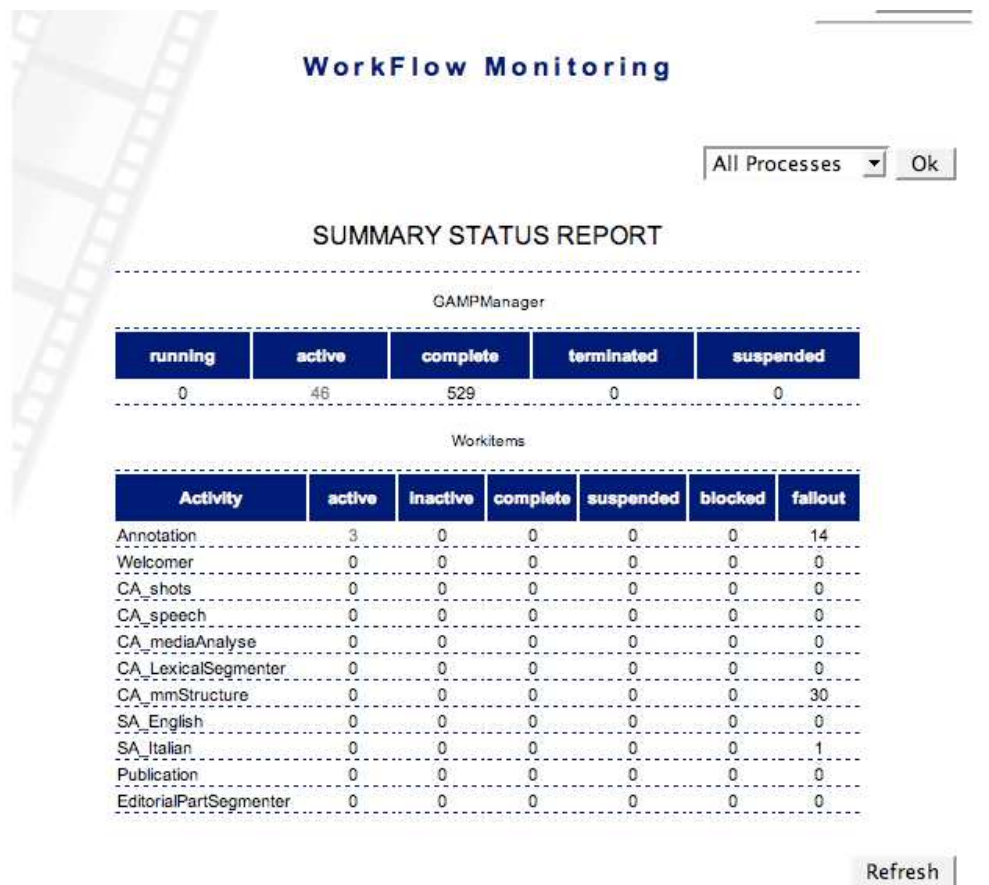 WorkFlow Monitoring
All Processes Ok
SUMMARY STATUS REPORT
GAMPManager
running active complete terminated suspended
0 46 529 0 0
Workitems
Activity active inactive complete suspended blocked fallout
Annotation 3 0 0 0 0 14
Welcomer 0 0 0 0 0 0
CA_shots 0 0 0 0 0 0
CA_speech 0 0 0 0 0 0
CA_mediaAnalyse 0 0 0 0 0 0
CA_LexicalSegmenter 0 0 0 0 0 0
CA_mmStructure 0 0 0 0 0 30
SA_English 0 0 0 0 0 0
SA_Italian 0 0 0 0 0 1
Publication 0 0 0 0 0 0
EditorialPartSegmenter 0 0 0 0 0 0
Refresh